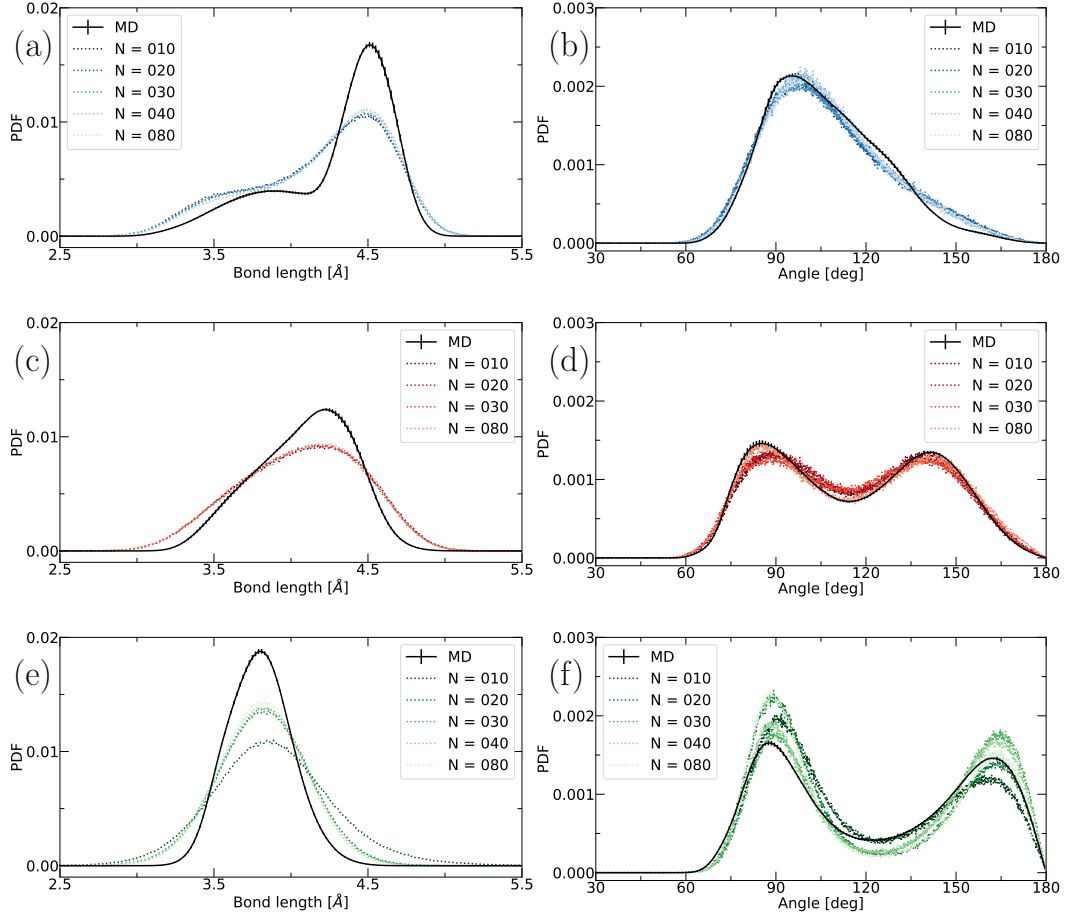 (a)
PDF
0.02
0.01
0.00
MD
N = 010
N = 020
N = 030
N = 040
N = 080
2.5 3.5 4.5 5.5
Bond length [Å]
(b)
PDF
0.003
0.002
0.001
0.000
MD
N = 010
N = 020
N = 030
N = 040
N = 080
30 60 90 120 150 180
Angle [deg]
(c)
PDF
0.02
0.01
0.00
MD
N = 010
N = 020
N = 030
N = 080
2.5 3.5 4.5 5.5
Bond length [Å]
(d)
PDF
0.003
0.002
0.001
0.000
MD
N = 010
N = 020
N = 030
N = 080
30 60 90 120 150 180
Angle [deg]
(e)
PDF
0.02
0.01
0.00
MD
N = 010
N = 020
N = 030
N = 040
N = 080
2.5 3.5 4.5 5.5
Bond length [Å]
(f)
PDF
0.003
0.002
0.001
0.000
MD
N = 010
N = 020
N = 030
N = 040
N = 080
30 60 90 120 150 180
Angle [deg]